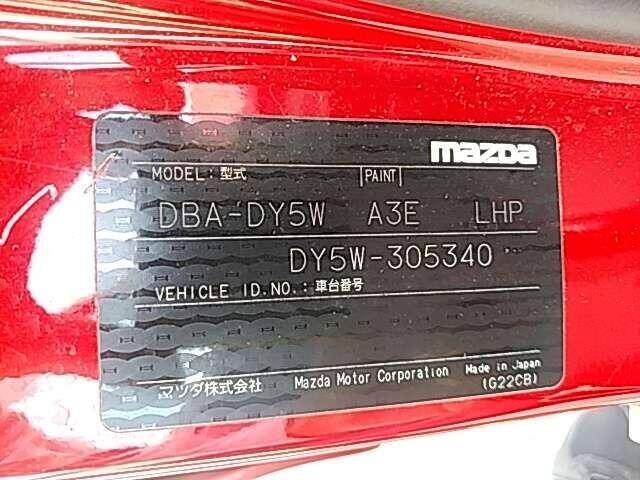 mazda
MODEL:型式 PAINT
DBA-DY5W A3E LHP
DY5W-305340
VEHICLE ID.NO.:車台番号
マツダ株式会社 Mazda Motor Corporation Made in Japan
(G22CB)